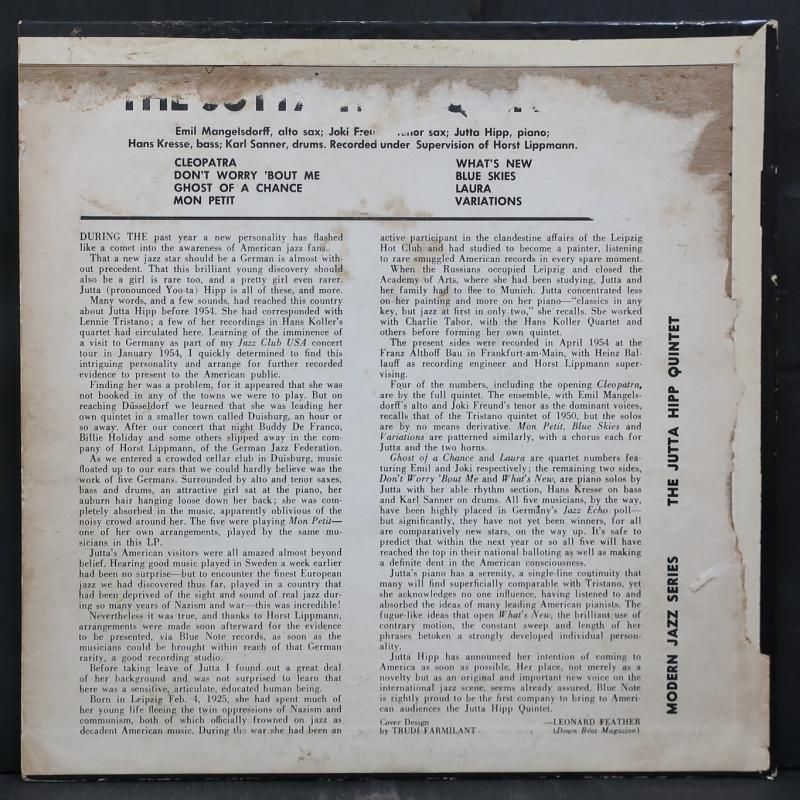 THE JUTTA
Emil Mangelsdorff, alto sax; Joki Freu tenor sax; Jutta Hipp, piano;
Hans Kresse, bass; Karl Sanner, drums. Recorded under Supervision of Horst Lippmann.
CLEOPATRA
DON'T WORRY 'BOUT ME
GHOST OF A CHANCE
MON PETIT
WHAT'S NEW
BLUE SKIES
LAURA
VARIATIONS
DURING THE past year a new personality has flashed
like a comet into the awareness of American jazz fans.
That a new jazz star should be a German is almost with-
out precedent. That this brilliant young discovery should
also be a girl is rare too, and a pretty girl even rarer.
Jutta (pronounced Yoo-ta) Hipp is all of these, and more.
Many words, and a few sounds, had reached this country
about Jutta Hipp before 1954. She had corresponded with
Lennie Tristano; a few of her recordings in Hans Koller's
quartet had circulated here. Learning of the imminence of
a visit to Germany as part of my Jazz Club USA concert
tour in January 1954, I quickly determined to find this
intriguing personality and arrange for further recorded
evidence to present to the American public.
Finding her was a problem, for it appeared that she was
not booked in any of the towns we were to play. But on
reaching Düsseldorf we learned that she was leading her
own quintet in a smaller town called Duisburg, an hour or
so away. After our concert that night Buddy De Franco,
Billie Holiday and some others slipped away in the com-
pany of Horst Lippmann, of the German Jazz Federation.
As we entered a crowded cellar club in Duisburg, music
floated up to our ears that we could hardly believe was the
work of five Germans. Surrounded by alto and tenor saxes,
bass and drums, an attractive girl sat at the piano, her
auburn hair hanging loose down her back; she was com-
pletely absorbed in the music, apparently oblivious of the
noisy crowd around her. The five were playing Mon Petit—
one of her own arrangements, played by the same mu-
sicians in this LP.
Jutta's American visitors were all amazed almost beyond
belief. Hearing good music played in Sweden a week earlier
had been no surprise—but to encounter the finest European
jazz we had discovered thus far, played in a country that
had been deprived of the sight and sound of real jazz dur-
ing so many years of Nazism and war—this was incredible!
Nevertheless it was true, and thanks to Horst Lippmann,
arrangements were made soon afterward for the evidence
to be presented, via Blue Note records, as soon as the
musicians could be brought within reach of that German
rarity, a good recording studio.
Before taking leave of Jutta I found out a great deal
of her background and was not surprised to learn that
here was a sensitive, articulate, educated human being.
Born in Leipzig Feb. 4, 1925, she had spent much of
her young life fleeing the twin oppressions of Nazism and
communism, both of which officially frowned on jazz as
decadent American music. During the war she had been an
active participant in the clandestine affairs of the Leipzig
Hot Club and had studied to become a painter, listening
to rare smuggled American records in every spare moment.
When the Russians occupied Leipzig and closed the
Academy of Arts, where she had been studying, Jutta and
her family had to flee to Munich. Jutta concentrated less
on her painting and more on her piano—"classics in any
key, but jazz at first in only two," she recalls. She worked
with Charlie Tabor, with the Hans Koller Quartet and
others before forming her own quintet.
The present sides were recorded in April 1954 at the
Franz Althoff Bau in Frankfurt-am-Main, with Heinz Bal-
lauff as recording engineer and Horst Lippmann super-
vising.
Four of the numbers, including the opening Cleopatra,
are by the full quintet. The ensemble, with Emil Mangels-
dorff's alto and Joki Freund's tenor as the dominant voices,
recalls that of the Tristano quintet of 1950, but the solos
are by no means derivative. Mon Petit, Blue Skies and
Variations are patterned similarly, with a chorus each for
Jutta and the two horns.
Ghost of a Chance and Laura are quartet numbers fea-
turing Emil and Joki respectively; the remaining two sides,
Don't Worry 'Bout Me and What's New, are piano solos by
Jutta with her able rhythm section, Hans Kresse on bass
and Karl Sanner on drums. All five musicians, by the way,
have been highly placed in Germany's Jazz Echo poll—
but significantly, they have not yet been winners, for all
are comparatively new stars, on the way up. It's safe to
predict that within the next year or so all five will have
reached the top in their national balloting as well as making
a definite dent in the American consciousness.
Jutta's piano has a serenity, a single-line continuity that
many will find superficially comparable with Tristano, yet
she acknowledges no one influence, having listened to and
absorbed the ideas of many leading American pianists. The
fugue-like ideas that open What's New, the brilliant use of
contrary motion, the constant sweep and length of her
phrases betoken a strongly developed individual person-
ality.
Jutta Hipp has announced her intention of coming to
America as soon as possible. Her place, not merely as a
novelty but as an original and important new voice on the
international jazz scene, seems already assured. Blue Note
is rightly proud to be the first company to bring to Ameri-
can audiences the Jutta Hipp Quintet.
Cover Design
by TRUDI FARMILANT
—LEONARD FEATHER
(Down Beat Magazine)
MODERN JAZZ SERIES THE JUTTA HIPP QUINTET